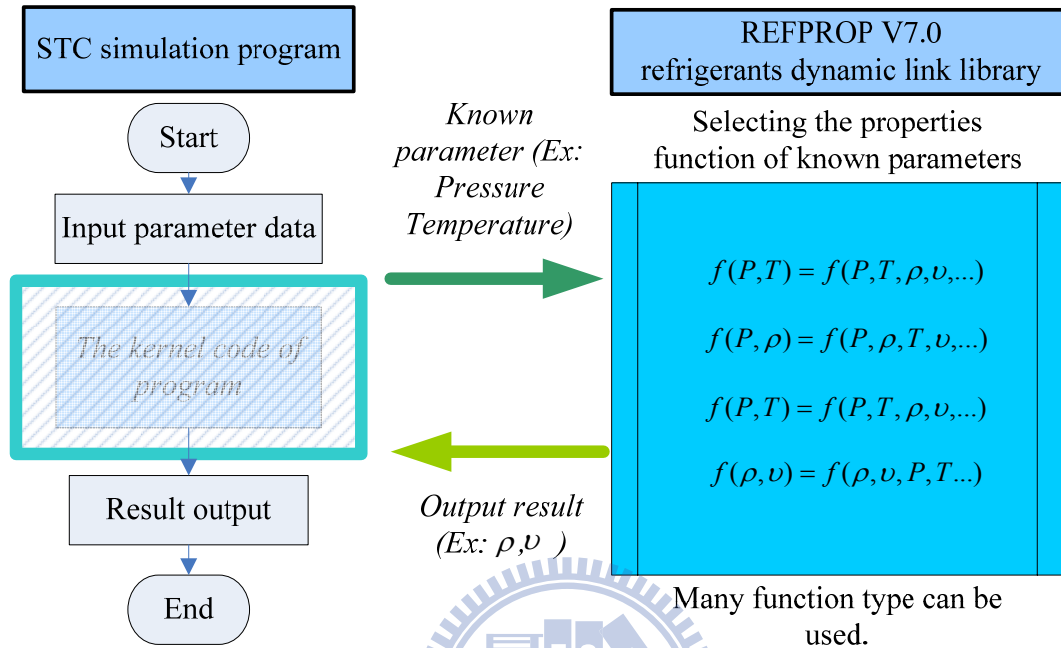 STC simulation program
Start
Input parameter data
The kernel code of
program
Result output
End
Known
parameter (Ex:
Pressure
Temperature)
Output result
(Ex: ρ,υ )
REFPROP V7.0
refrigerants dynamic link library
Selecting the properties
function of known parameters
f(P,T) = f(P,T,ρ,υ,...)
f(P,ρ) = f(P,ρ,T,υ,...)
f(P,T) = f(P,T,ρ,υ,...)
f(ρ,υ) = f(ρ,υ,P,T...)
Many function type can be
used.